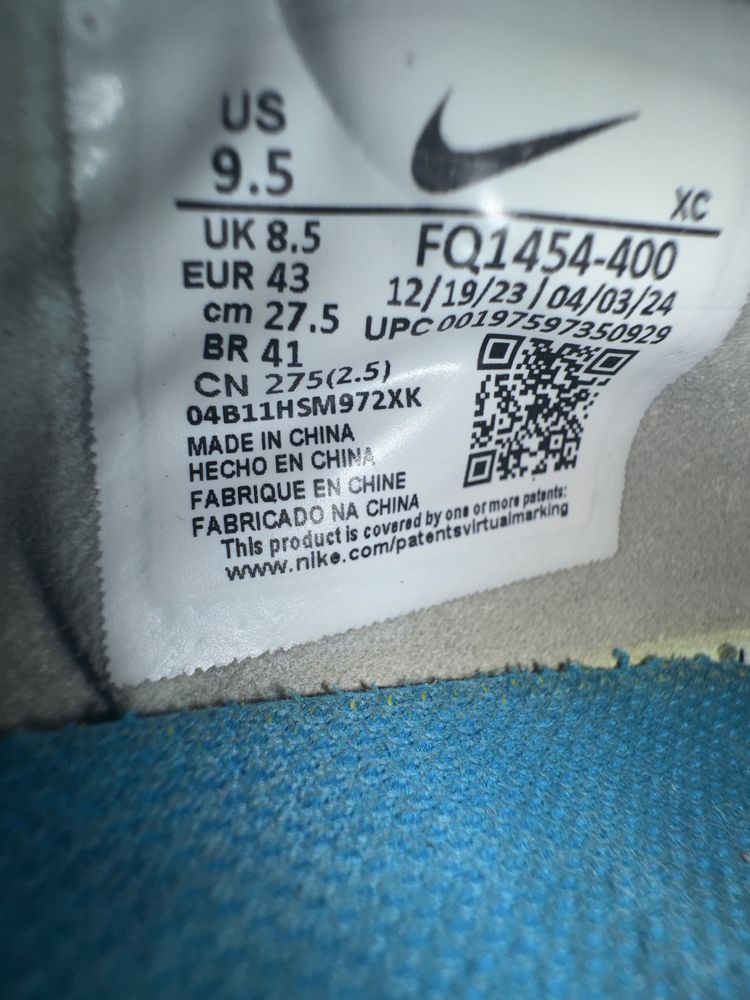 US
9.5
XC
UK 8.5
FQ1454-400
EUR 43
12/19/23 / 04/03/24
cm 27.5
UPC 00197597350929
BR 41
CN 275(2.5)
04B11HSM972XK
MADE IN CHINA
HECHO EN CHINA
FABRIQUE EN CHINE
FABRICADO NA CHINA
This product is covered by one or more patents:
www.nike.com/patentsvirtualmarking